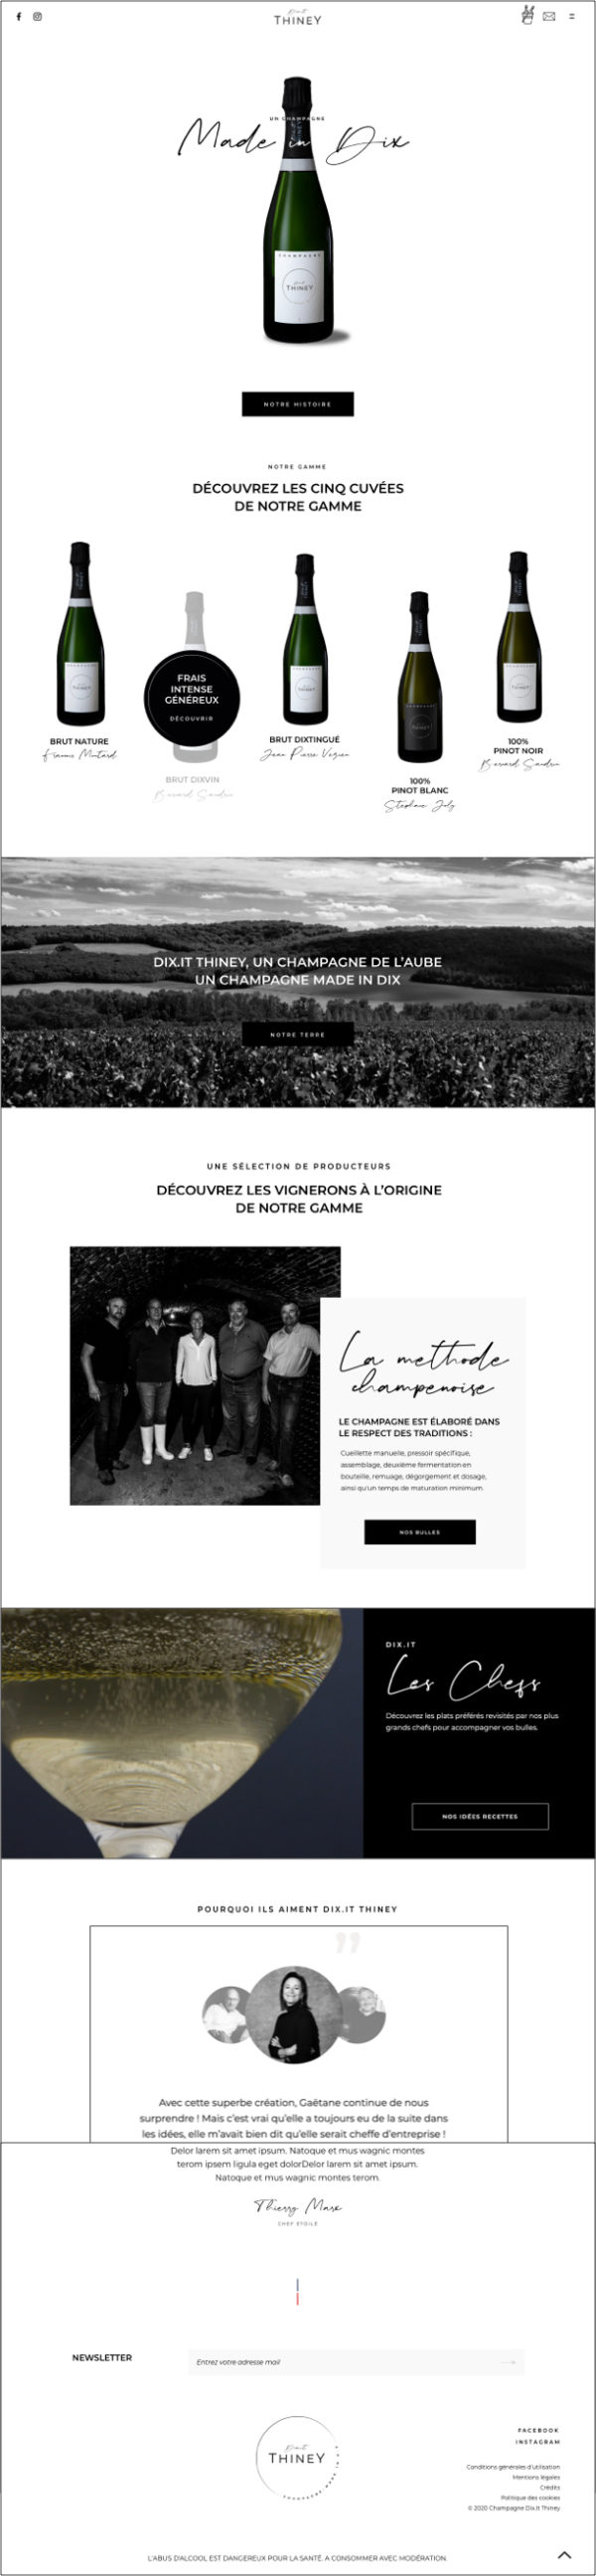 Dix.it
THINEY
UN CHAMPAGNE
Made in Dix
CHAMPAGNE
THINEY
NOTRE HISTOIRE
NOTRE GAMME
DÉCOUVREZ LES CINQ CUVÉES
DE NOTRE GAMME
FRAIS
INTENSE
GÉNÉREUX
DÉCOUVRIR
BRUT NATURE
BRUT DIXVIN
BRUT DIXTINGUÉ
Jean Pierre
100%
PINOT BLANC
Stephane Joly
100%
PINOT NOIR
DIX.IT THINEY, UN CHAMPAGNE DE L'AUBE
UN CHAMPAGNE MADE IN DIX
NOTRE TERRE
UNE SÉLECTION DE PRODUCTEURS
DÉCOUVREZ LES VIGNERONS À L'ORIGINE
DE NOTRE GAMME
La methode
champenoise
LE CHAMPAGNE EST ÉLABORÉ DANS
LE RESPECT DES TRADITIONS :
Cueillette manuelle, pressoir spécifique,
assemblage, deuxième fermentation en
bouteille, remuage, dégorgement et dosage,
ainsi qu'un temps de maturation minimum.
NOS BULLES
DIX.IT
Les Chefs
Découvrez les plats préférés revisités par nos plus
grands chefs pour accompagner vos bulles.
NOS IDÉES RECETTES
POURQUOI ILS AIMENT DIX.IT THINEY
Avec cette superbe création, Gaëtane continue de nous
surprendre ! Mais c'est vrai qu'elle a toujours eu de la suite dans
les idées, elle m'avait bien dit qu'elle serait cheffe d'entreprise !
Delor larem sit amet ipsum. Natoque et mus wagnic montes
terom ipsem ligula eget dolorDelor larem sit amet ipsum.
Natoque et mus wagnic montes terom.
Thierry Marx
CHEF ETOILÉ
NEWSLETTER
Entrez votre adresse mail
Dix.it
THINEY
FACEBOOK
INSTAGRAM
Conditions générales d'utilisation
Mentions légales
Crédits
Politique des cookies
© 2020 Champagne Dix.It Thiney
L'ABUS D'ALCOOL EST DANGEREUX POUR LA SANTÉ. A CONSOMMER AVEC MODÉRATION.